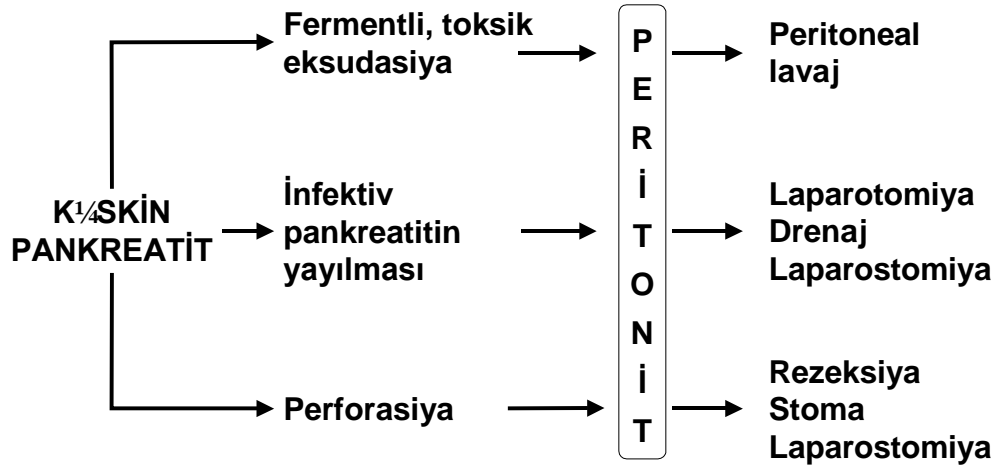 Fermentli, toksik
eksudasiya
Peritoneal
lavaj
K¼SKİN
PANKREATİT
İnfektiv
pankreatitin
yayılması
P
E
R
İ
T
O
N
İ
T
Laparotomiya
Drenaj
Laparostomiya
Perforasiya
Rezeksiya
Stoma
Laparostomiya